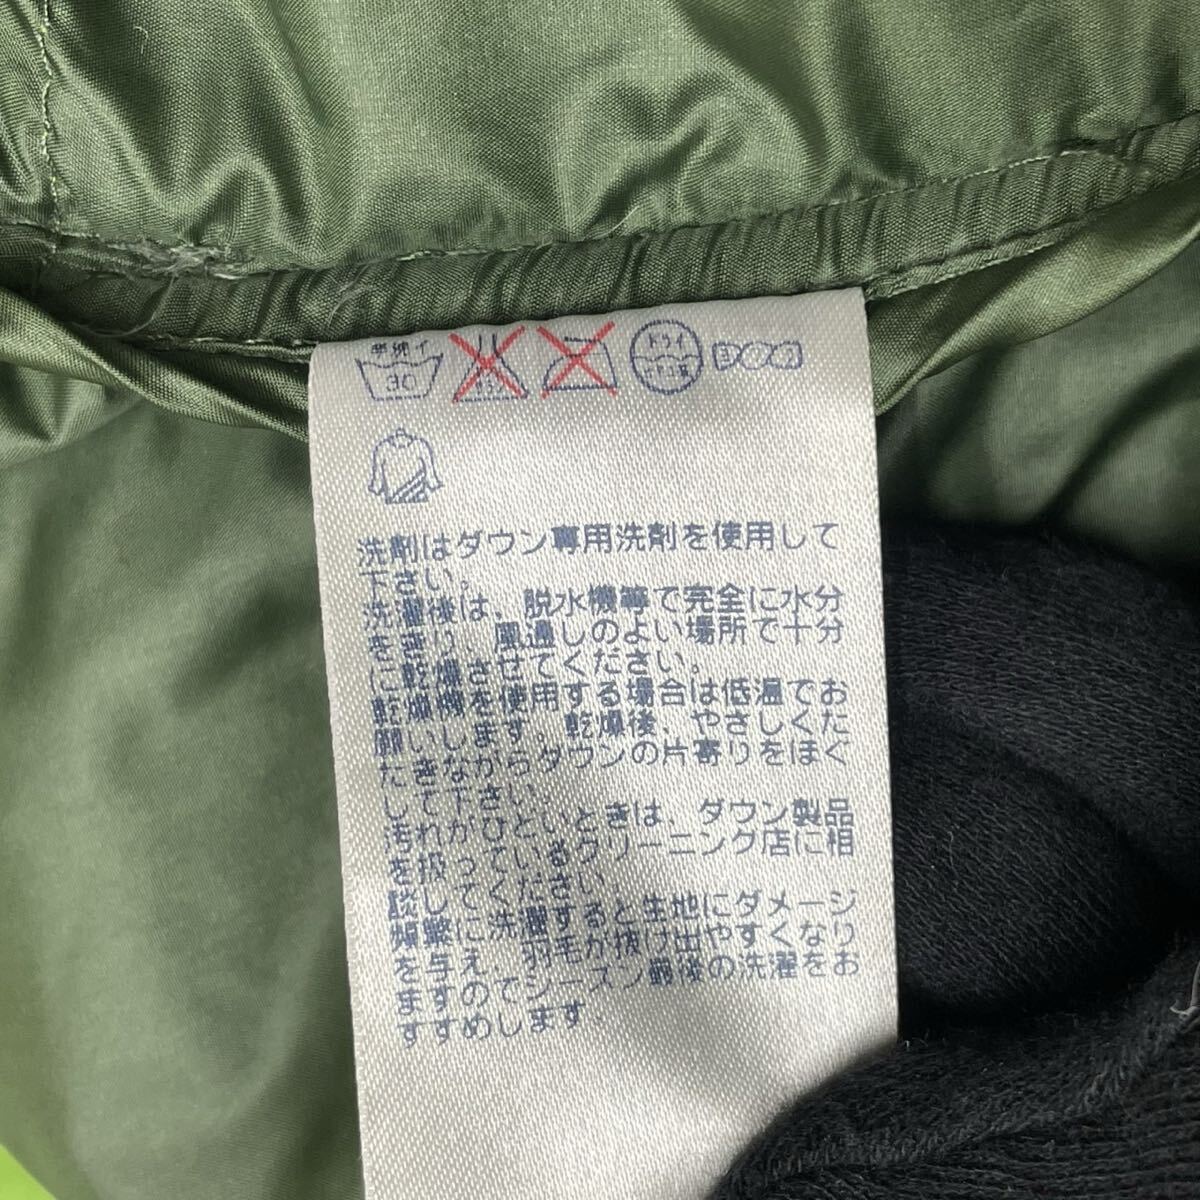 手洗イ
30
ドライ
セキユ系
洗剤はダウン専用洗剤を使用して
下さい。
洗濯後は、脱水機等で完全に水分
をきり、風通しのよい場所で十分
に乾燥させてください。
乾燥機を使用する場合は低温でお
願いします。乾燥後、やさしくた
たきながらダウンの片寄りをほぐ
して下さい。
汚れがひどいときは、ダウン製品
を扱っているクリーニング店に相
談してください。
頻繁に洗濯すると生地にダメージ
を与え、羽毛が抜け出やすくなり
ますのでシーズン最後の洗濯をお
すすめします